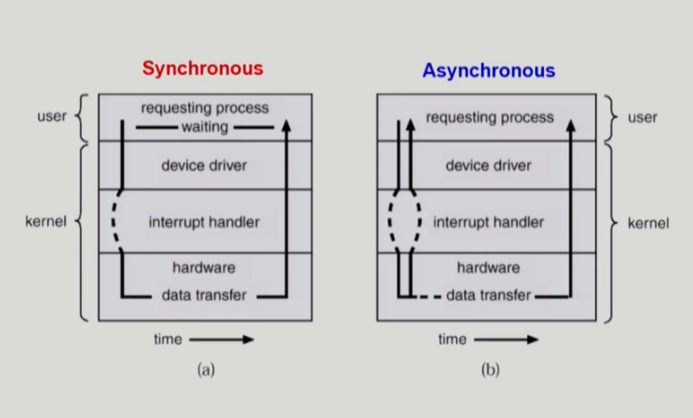 Synchronous
user
requesting process
waiting
device driver
kernel
interrupt handler
hardware
data transfer
time
(a)
Asynchronous
requesting process
user
device driver
interrupt handler
kernel
hardware
data transfer
time
(b)